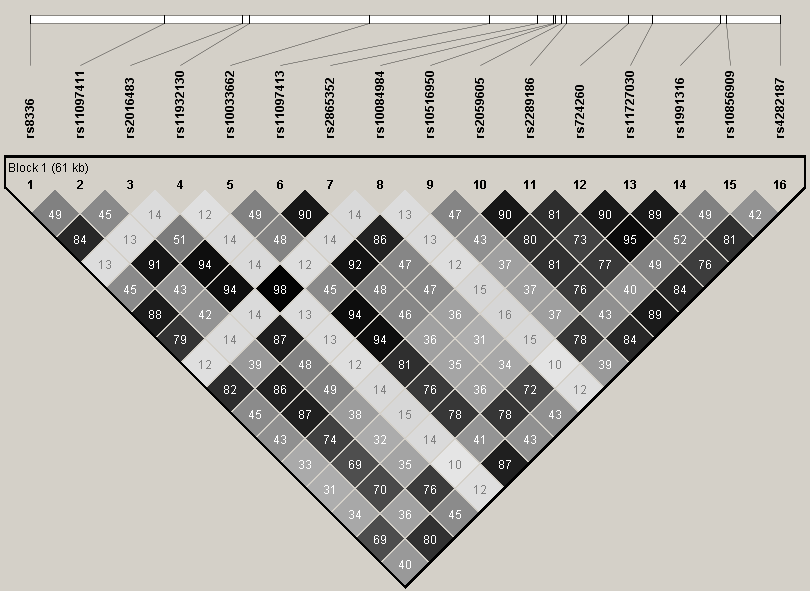 rs8336
rs11097411
rs2016483
rs11932130
rs10033662
rs11097413
rs2865352
rs10084984
rs10516950
rs2059605
rs2289186
rs724260
rs11727030
rs1991316
rs10856909
rs4282187
Block 1 (61 kb)
1 2 3 4 5 6 7 8 9 10 11 12 13 14 15 16
49 45 14 12 49 90 14 13 47 90 81 90 89 49 42
84 13 51 14 48 14 86 13 43 80 73 95 52 81
13 91 94 14 12 92 47 12 37 81 77 49 76
45 43 94 98 45 48 47 15 37 76 40 84
88 42 14 13 94 46 36 16 37 43 89
79 14 87 13 94 36 31 15 78 84
12 39 48 12 81 35 34 10 39
82 86 49 14 76 36 72 12
45 87 38 15 78 78 43
43 74 32 14 41 43
33 69 35 10 87
31 70 76 12
34 36 45
69 80
40